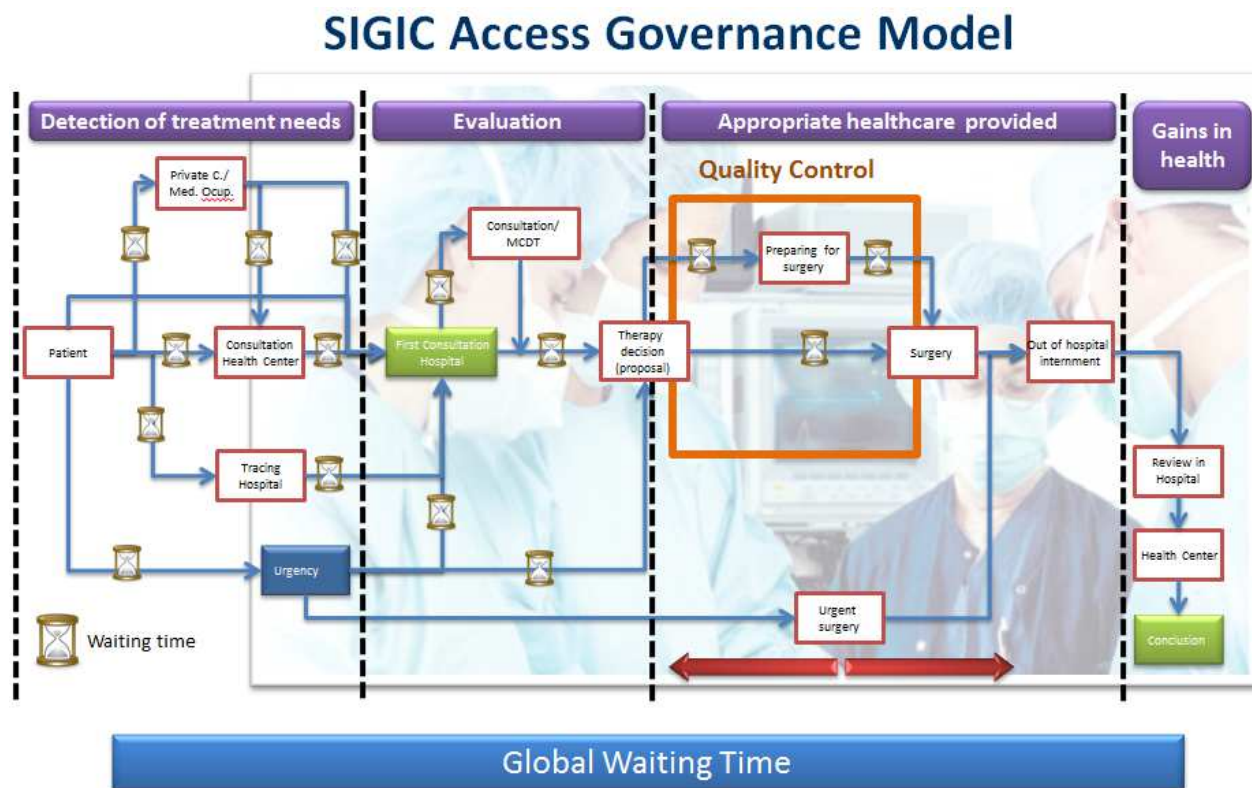 SIGIC Access Governance Model
Detection of treatment needs
Evaluation
Appropriate healthcare provided
Gains in
health
Quality Control
Private C./
Med. Ocup.
Consultation/
MCDT
Preparing for
surgery
Patient
Consultation
Health Center
First Consultation
Hospital
Therapy
decision
(proposal)
Surgery
Out of hospital
internment
Tracing
Hospital
Review in
Hospital
Urgency
Health Center
Urgent
surgery
Waiting time
Conclusion
Global Waiting Time